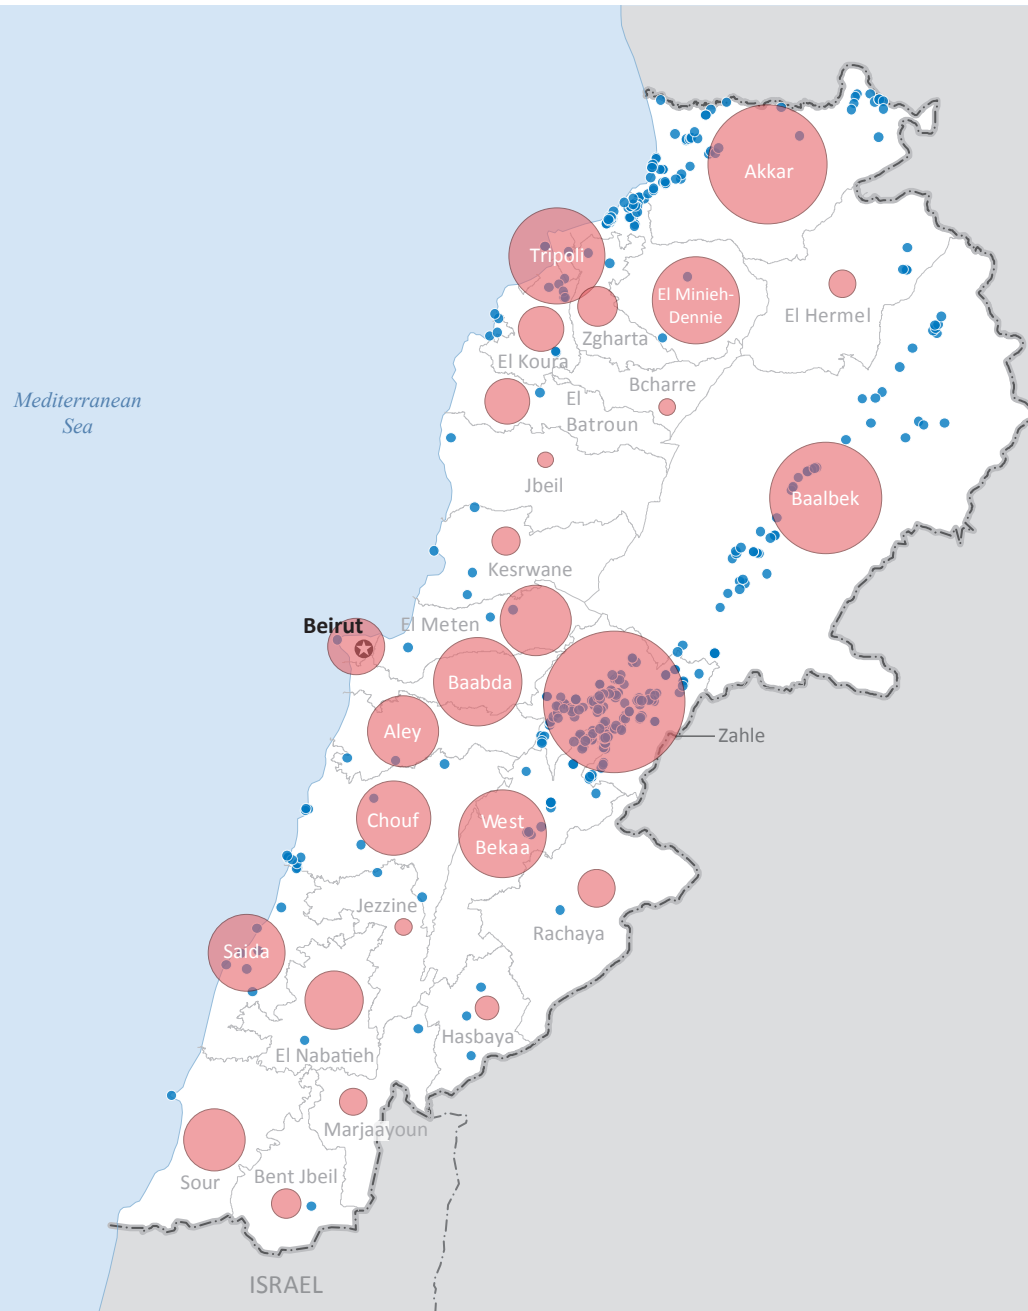 Akkar
Tripoli
El Minieh-
Dennie
El Hermel
Zgharta
El Koura
Bcharre
El
Batroun
Mediterranean
Sea
Jbeil
Baalbek
Kesrwane
Beirut
El Meten
Baabda
Aley
Zahle
Chouf
West
Bekaa
Jezzine
Rachaya
Saida
Hasbaya
El Nabatieh
Marjaayoun
Sour
Bent Jbeil
ISRAEL